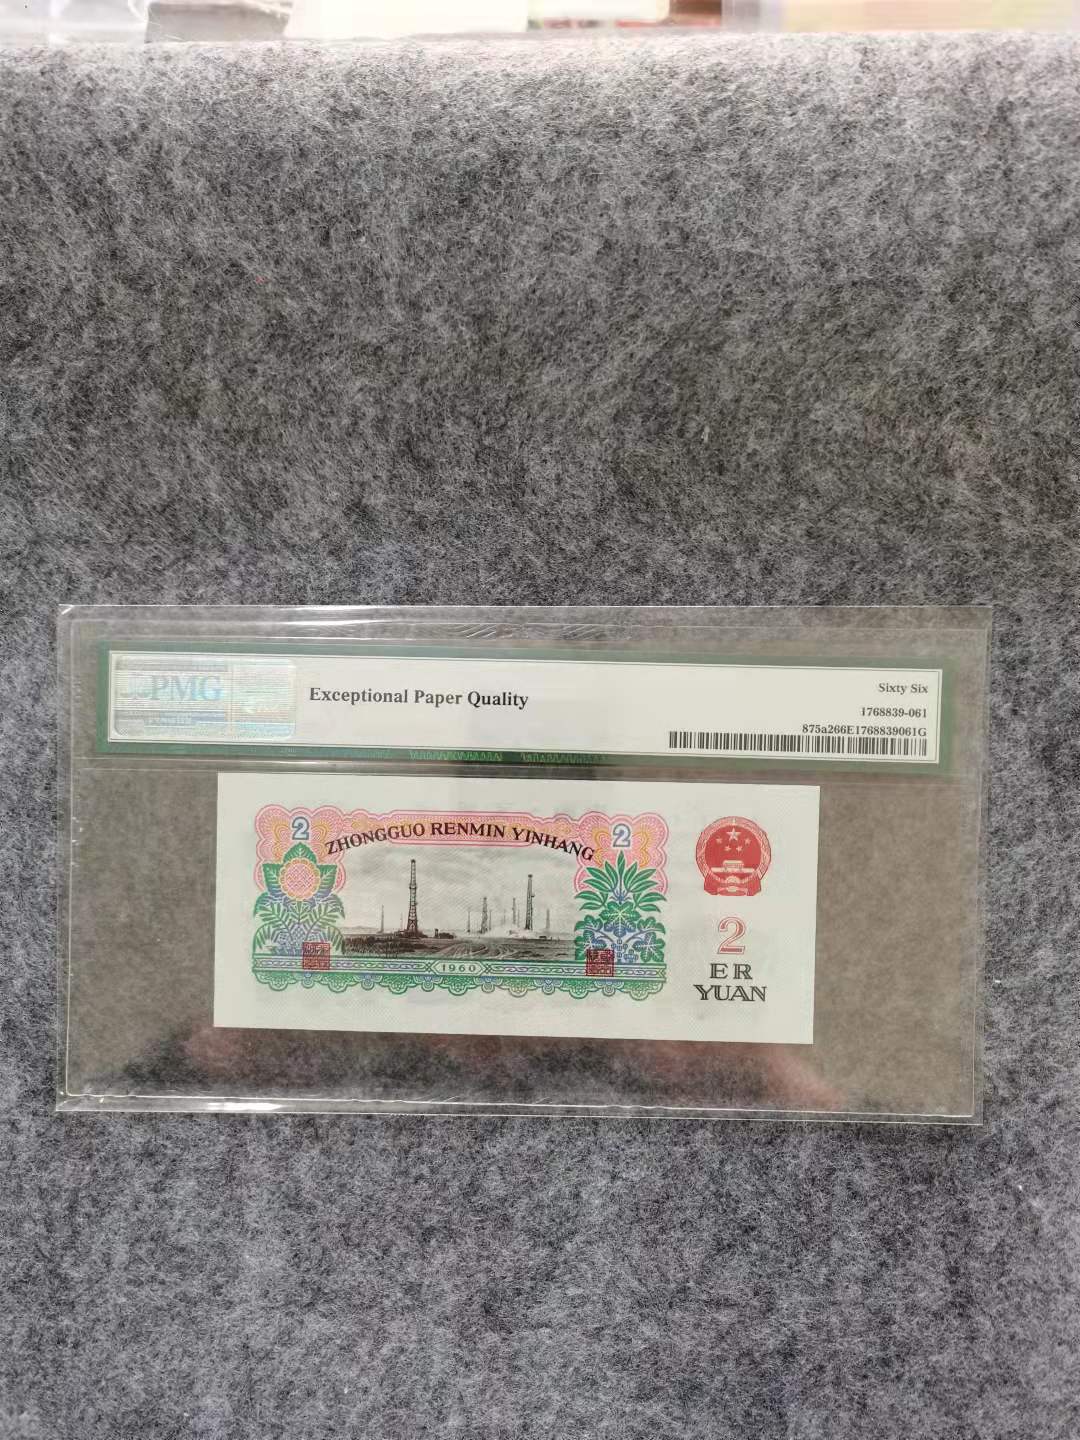 PMG
Exceptional Paper Quality
Sixty Six
1768839-061
875a266E1768839061G
2
ZHONGGUO RENMIN YINHANG
2
1960
2
ER
YUAN